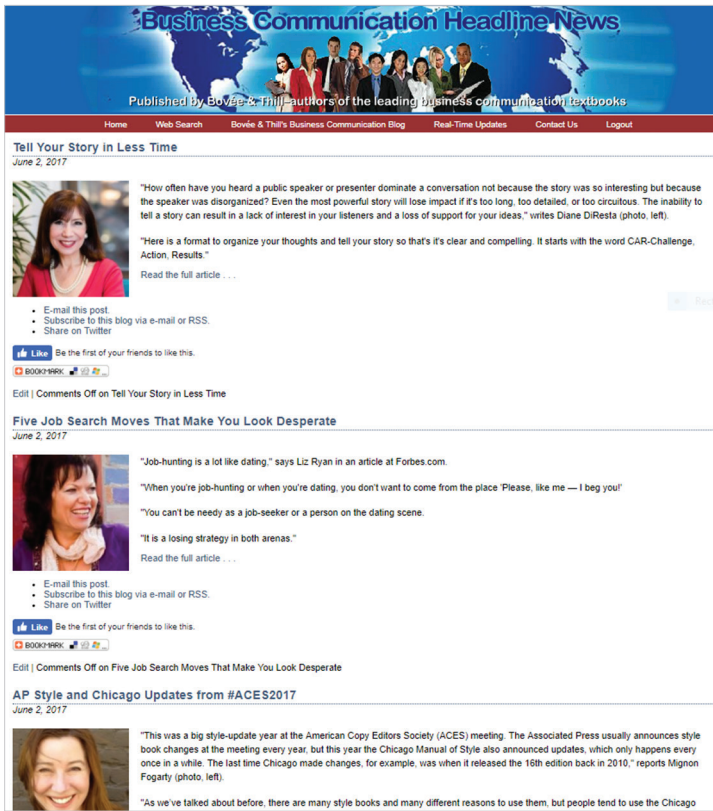 Business Communication Headline News
Published by Bovée & Thill-authors of the leading business communication textbooks
Home Web Search Bovée & Thill's Business Communication Blog Real-Time Updates Contact Us Logout
Tell Your Story in Less Time
June 2, 2017
"How often have you heard a public speaker or presenter dominate a conversation not because the story was so interesting but because
the speaker was disorganized? Even the most powerful story will lose impact if it's too long, too detailed, or too circuitous. The inability to
tell a story can result in a lack of interest in your listeners and a loss of support for your ideas," writes Diane DiResta (photo, left).
"Here is a format to organize your thoughts and tell your story so that's it's clear and compelling. It starts with the word CAR-Challenge,
Action, Results."
Read the full article . . .
• E-mail this post.
• Subscribe to this blog via e-mail or RSS.
• Share on Twitter
Like Be the first of your friends to like this.
BOOKMARK
Edit | Comments Off on Tell Your Story in Less Time
Five Job Search Moves That Make You Look Desperate
June 2, 2017
"Job-hunting is a lot like dating," says Liz Ryan in an article at Forbes.com.
"When you're job-hunting or when you're dating, you don't want to come from the place 'Please, like me — I beg you!'
"You can't be needy as a job-seeker or a person on the dating scene.
"It is a losing strategy in both arenas."
Read the full article . . .
• E-mail this post.
• Subscribe to this blog via e-mail or RSS.
• Share on Twitter
Like Be the first of your friends to like this.
BOOKMARK
Edit | Comments Off on Five Job Search Moves That Make You Look Desperate
AP Style and Chicago Updates from #ACES2017
June 2, 2017
"This was a big style-update year at the American Copy Editors Society (ACES) meeting. The Associated Press usually announces style
book changes at the meeting every year, but this year the Chicago Manual of Style also announced updates, which only happens every
once in a while. The last time Chicago made changes, for example, was when it released the 16th edition back in 2010," reports Mignon
Fogarty (photo, left).
"As we've talked about before, there are many style books and many different reasons to use them, but people tend to use the Chicago